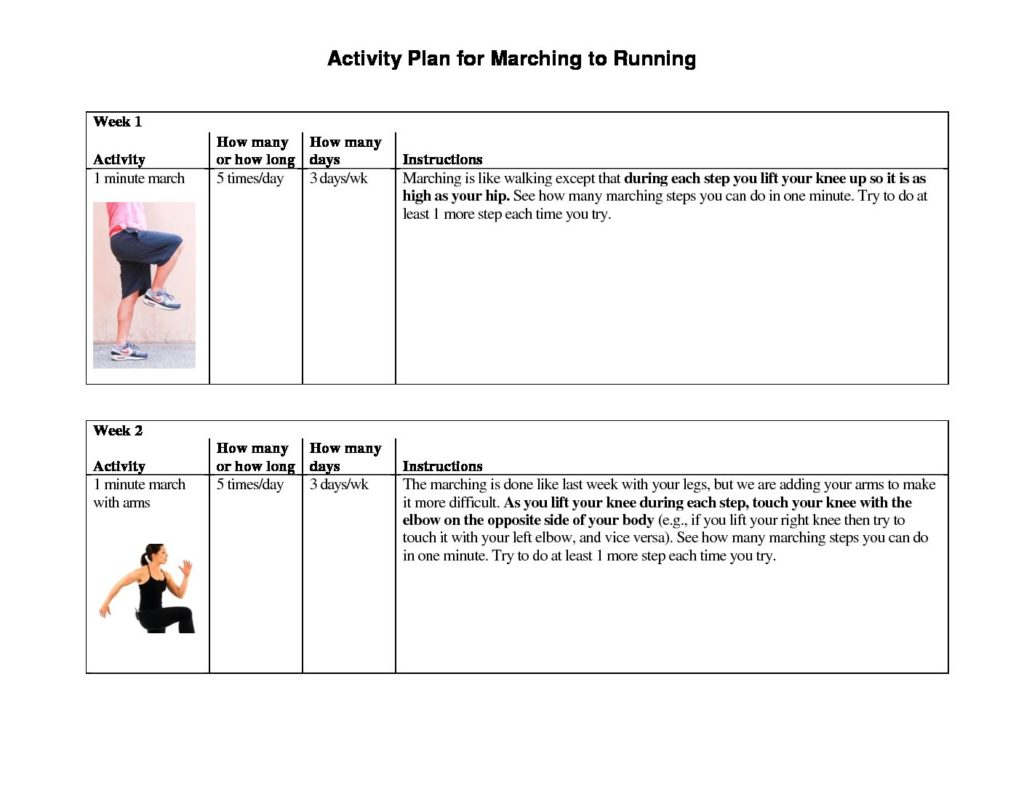 Activity Plan for Marching to Running
Week 1
Activity
How many
or how long
How many
days
Instructions
1 minute march
5 times/day
3 days/wk
Marching is like walking except that during each step you lift your knee up so it is as
high as your hip. See how many marching steps you can do in one minute. Try to do at
least 1 more step each time you try.
Week 2
Activity
How many
or how long
How many
days
Instructions
1 minute march
with arms
5 times/day
3 days/wk
The marching is done like last week with your legs, but we are adding your arms to make
it more difficult. As you lift your knee during each step, touch your knee with the
elbow on the opposite side of your body (e.g., if you lift your right knee then try to
touch it with your left elbow, and vice versa). See how many marching steps you can do
in one minute. Try to do at least 1 more step each time you try.